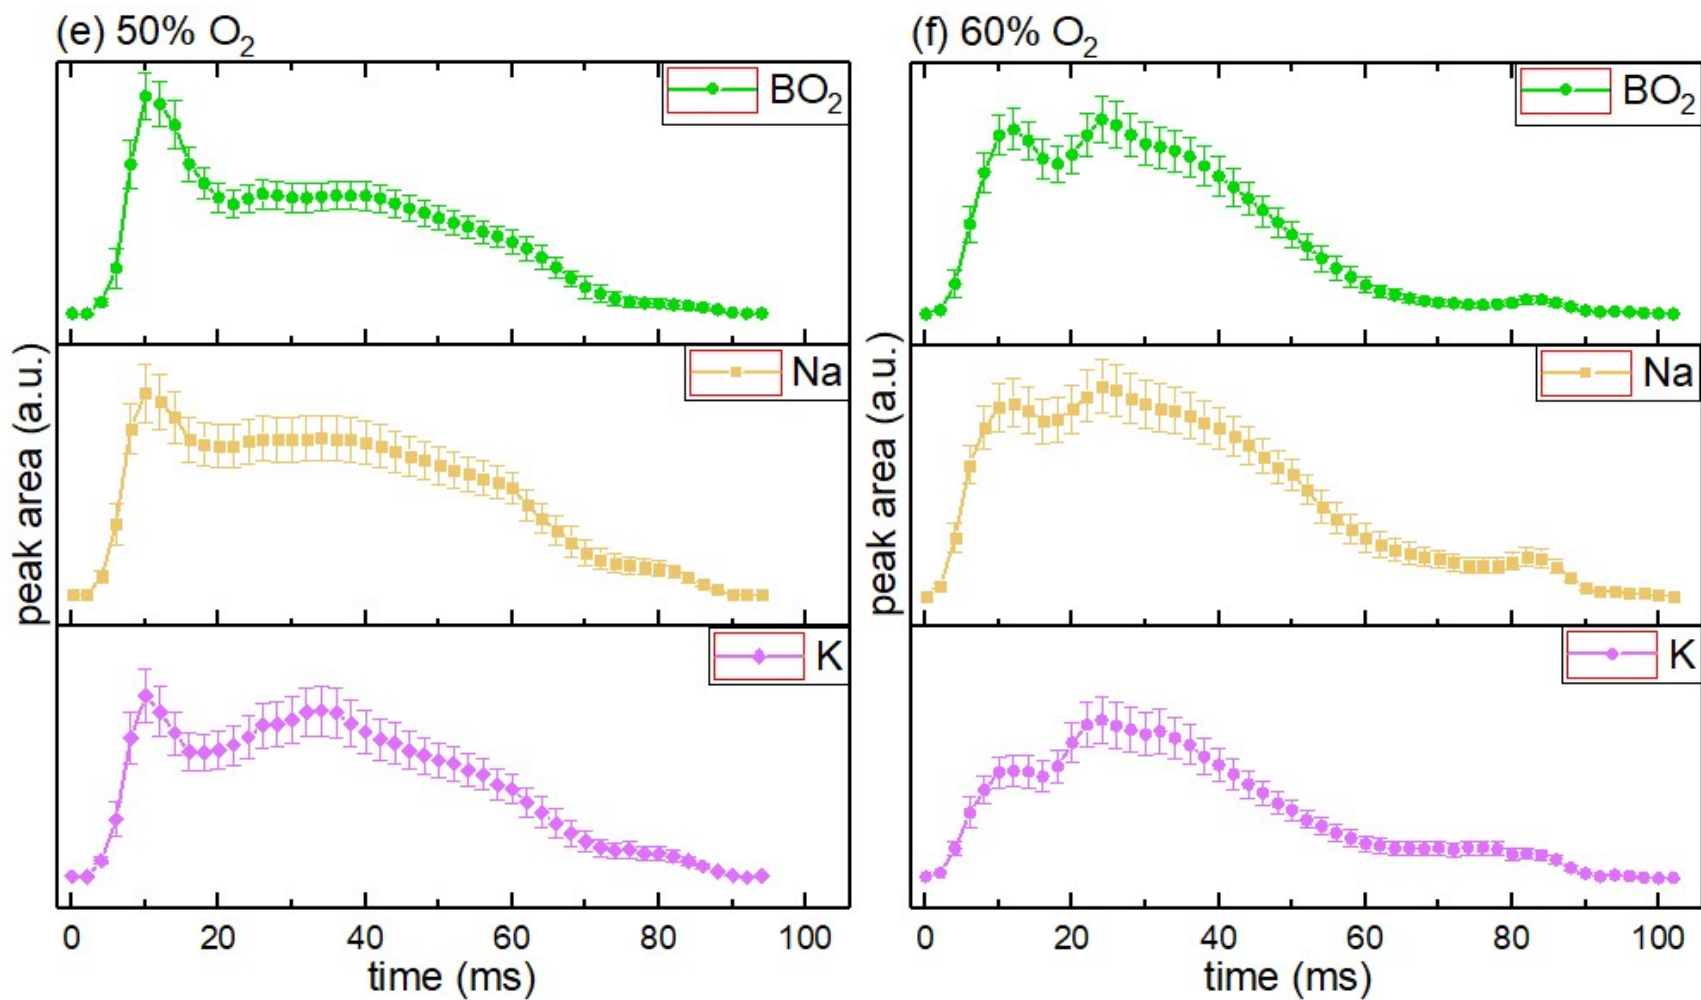 (e) 50% O₂
BO₂
Na
K
peak area (a.u.)
0 20 40 60 80 100
time (ms)
(f) 60% O₂
BO₂
Na
K
peak area (a.u.)
0 20 40 60 80 100
time (ms)